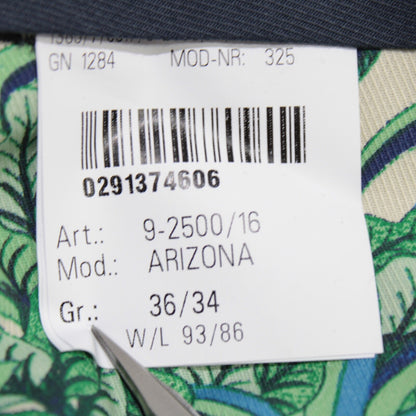 GN 1284 MOD-NR: 325
0291374606
Art.: 9-2500/16
Mod.: ARIZONA
Gr.: 36/34
W/L 93/86